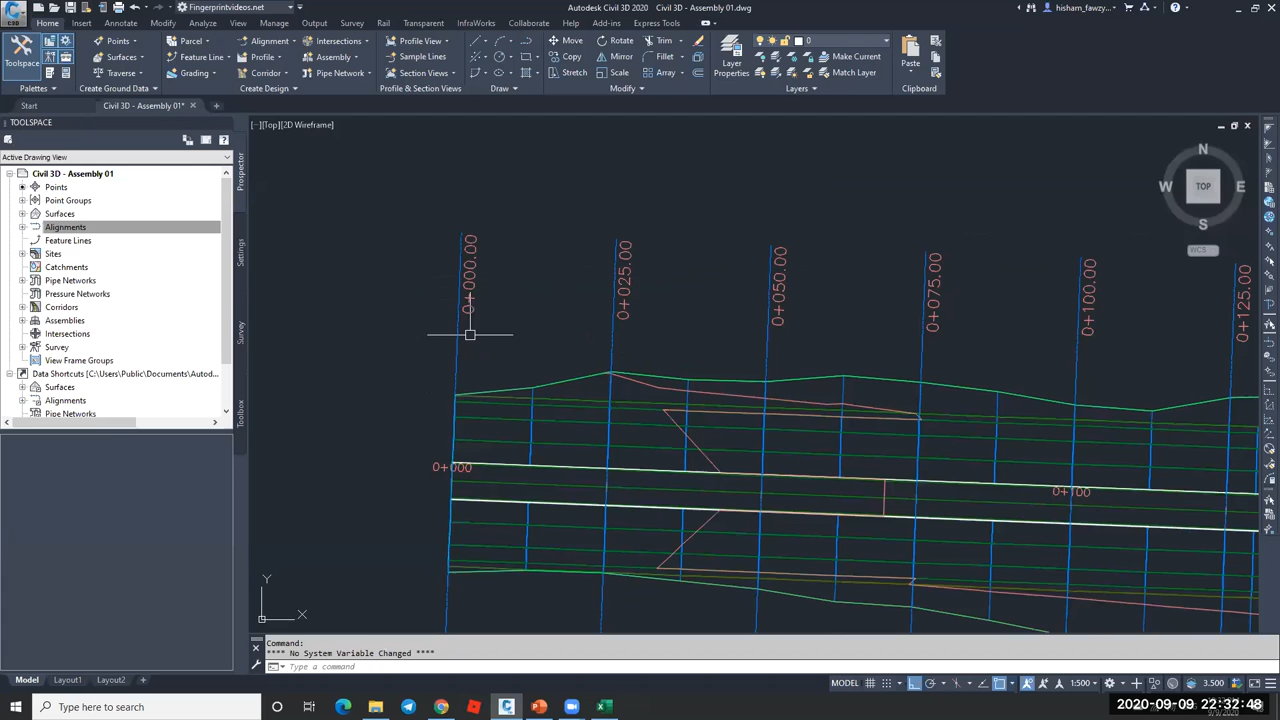 C3D
Fingerprintvideos.net
Autodesk Civil 3D 2020 Civil 3D - Assembly 01.dwg
Type a keyword or phrase
hisham_fawzy...
Home Insert Annotate Modify Analyze View Manage Output Survey Rail Transparent InfraWorks Collaborate Help Add-ins Express Tools
Toolspace
Points
Surfaces
Traverse
Parcel
Feature Line
Grading
Alignment
Profile
Corridor
Intersections
Assembly
Pipe Network
Profile View
Sample Lines
Section Views
Move
Copy
Stretch
Rotate
Mirror
Scale
Trim
Fillet
Array
Layer
Properties
0
Make Current
Match Layer
Paste
Palettes Create Ground Data Create Design Profile & Section Views Draw Modify Layers Clipboard
Start Civil 3D - Assembly 01*
TOOLSPACE
Active Drawing View
Civil 3D - Assembly 01
Points
Point Groups
Surfaces
Alignments
Feature Lines
Sites
Catchments
Pipe Networks
Pressure Networks
Corridors
Assemblies
Intersections
Survey
View Frame Groups
Data Shortcuts [C:\Users\Public\Documents\Autod...
Surfaces
Alignments
Pipe Networks
Prospector
Settings
Survey
Toolbox
[−][Top][2D Wireframe]
N
W TOP E
S
WCS
0+000.00
0+025.00
0+050.00
0+075.00
0+100.00
0+125.00
0+000
0+100
Y
X
Command:
**** No System Variable Changed ****
Type a command
Model Layout1 Layout2
MODEL 1:500 3.500
Type here to search
2020-09-09 22:32:48
9/9/2020